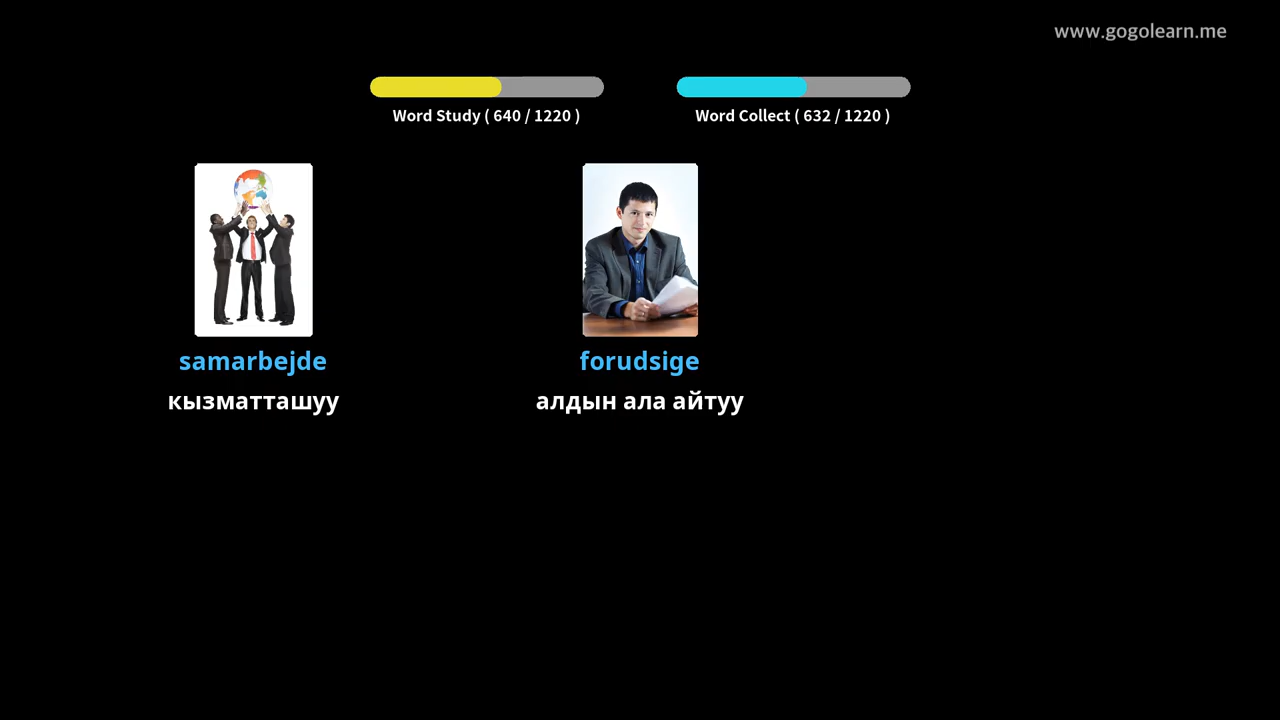 www.gogolearn.me
Word Study ( 640 / 1220 )
Word Collect ( 632 / 1220 )
samarbejde
кызматташуу
forudsige
алдын ала айтуу